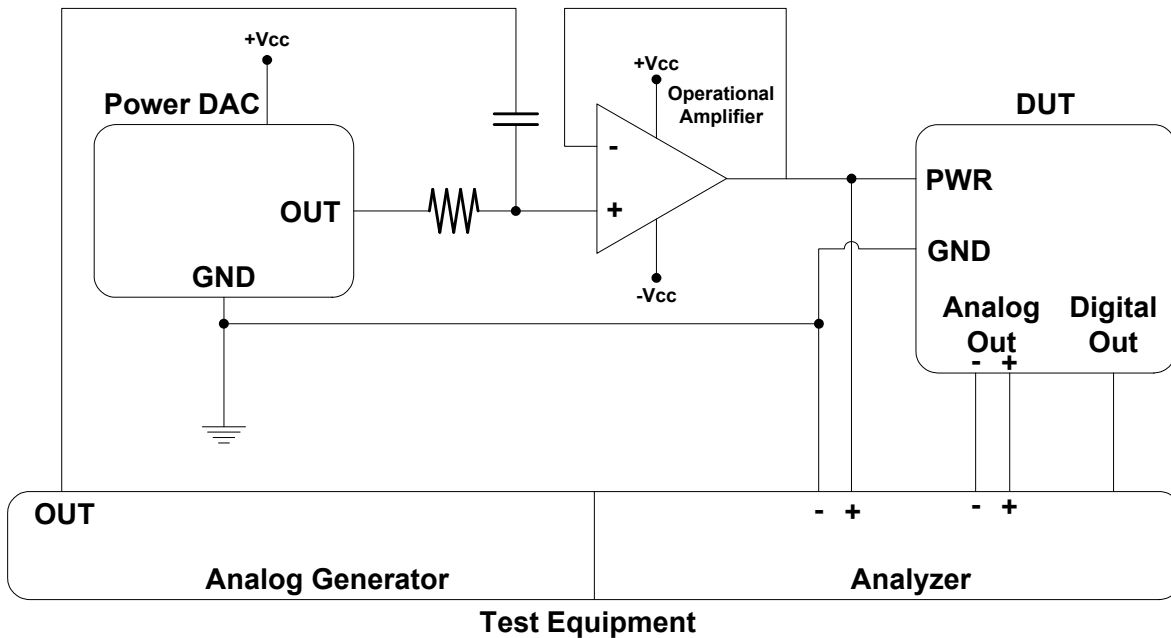 +Vcc
Power DAC
OUT
GND
+Vcc
Operational
Amplifier
-
+
-Vcc
DUT
PWR
GND
Analog
Out
- +
Digital
Out
OUT
- +
- +
Analog Generator
Analyzer
Test Equipment